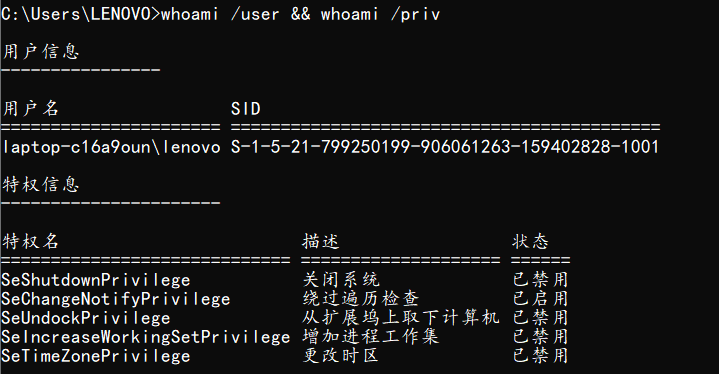 C:\Users\LENOVO>whoami /user && whoami /priv
用户信息
----------------
用户名 SID
====================== ===========================================
laptop-c16a9oun\lenovo S-1-5-21-799250199-906061263-159402828-1001
特权信息
----------------------
特权名 描述 状态
============================= ==================== ======
SeShutdownPrivilege 关闭系统 已禁用
SeChangeNotifyPrivilege 绕过遍历检查 已启用
SeUndockPrivilege 从扩展坞上取下计算机 已禁用
SeIncreaseWorkingSetPrivilege 增加进程工作集 已禁用
SeTimeZonePrivilege 更改时区 已禁用